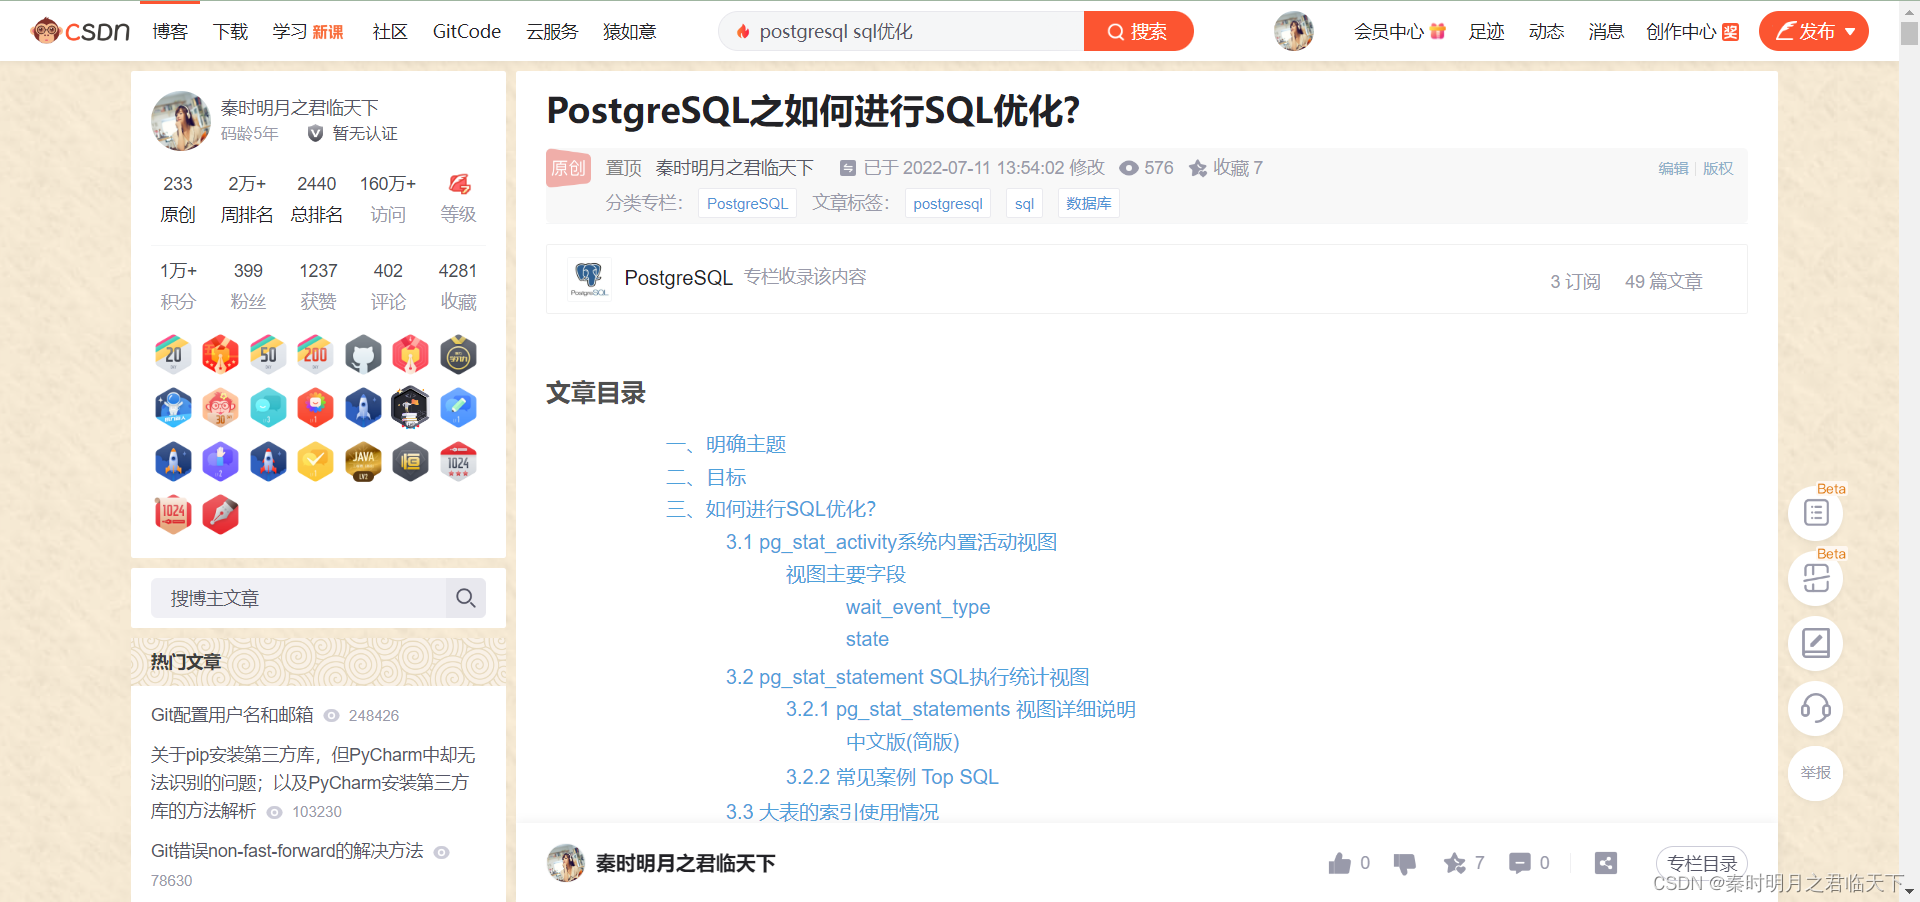 CSDN 博客 下载 学习 新课 社区 GitCode 云服务 猿如意 postgresql sql优化 搜索 会员中心 足迹 动态 消息 创作中心 奖 发布
秦时明月之君临天下
码龄5年 暂无认证
233 2万+ 2440 160万+
原创 周排名 总排名 访问 等级
1万+ 399 1237 402 4281
积分 粉丝 获赞 评论 收藏
20 50 200
30
JAVA
1024
1024
搜博主文章
热门文章
Git配置用户名和邮箱 248426
关于pip安装第三方库，但PyCharm中却无
法识别的问题；以及PyCharm安装第三方
库的方法解析 103230
Git错误non-fast-forward的解决方法
78630
PostgreSQL之如何进行SQL优化?
原创 置顶 秦时明月之君临天下 已于 2022-07-11 13:54:02 修改 576 收藏 7 编辑 版权
分类专栏： PostgreSQL 文章标签： postgresql sql 数据库
PostgreSQL PostgreSQL 专栏收录该内容 3 订阅 49 篇文章
文章目录
一、明确主题
二、目标
三、如何进行SQL优化?
3.1 pg_stat_activity系统内置活动视图
视图主要字段
wait_event_type
state
3.2 pg_stat_statement SQL执行统计视图
3.2.1 pg_stat_statements 视图详细说明
中文版(简版)
3.2.2 常见案例 Top SQL
3.3 大表的索引使用情况
秦时明月之君临天下 0 7 0 专栏目录
Beta
Beta
举报
CSDN @秦时明月之君临天下